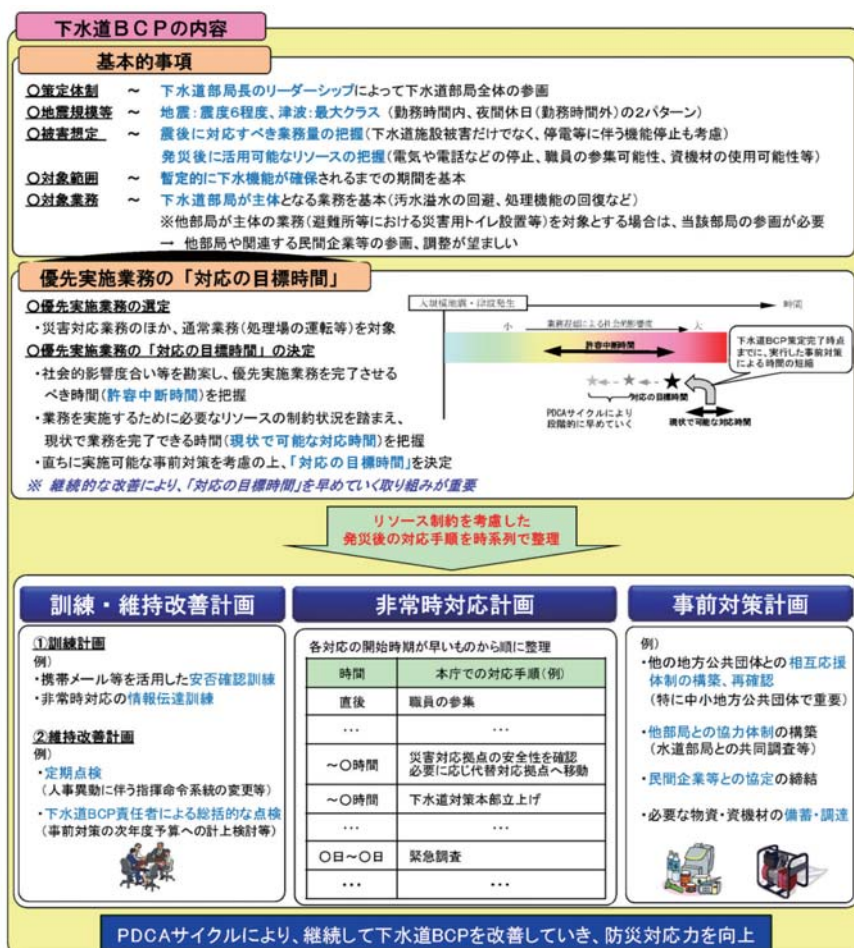 下水道BCPの内容
基本的事項
〇策定体制 ～ 下水道部局長のリーダーシップによって下水道部局全体の参画
〇地震規模等 ～ 地震：震度6程度、津波：最大クラス（勤務時間内、夜間休日（勤務時間外）の2パターン）
〇被害想定 ～ 震後に対応すべき業務量の把握（下水道施設被害だけでなく、停電等に伴う機能停止も考慮）
発災後に活用可能なリソースの把握（電気や電話などの停止、職員の参集可能性、資機材の使用可能性等）
〇対象範囲 ～ 暫定的に下水機能が確保されるまでの期間を基本
〇対象業務 ～ 下水道部局が主体となる業務を基本（汚水溢水の回避、処理機能の回復など）
※他部局が主体の業務（避難所等における災害用トイレ設置等）を対象とする場合は、当該部局の参画が必要
→ 他部局や関連する民間企業等の参画、調整が望ましい
優先実施業務の「対応の目標時間」
〇優先実施業務の選定
・災害対応業務のほか、通常業務（処理場の運転等）を対象
〇優先実施業務の「対応の目標時間」の決定
・社会的影響度合い等を勘案し、優先実施業務を完了させる
べき時間（許容中断時間）を把握
・業務を実施するために必要なリソースの制約状況を踏まえ、
現状で業務を完了できる時間（現状で可能な対応時間）を把握
・直ちに実施可能な事前対策を考慮の上、「対応の目標時間」を決定
※ 継続的な改善により、「対応の目標時間」を早めていく取り組みが重要
大規模地震・津波発生
時間
小 業務遅延による社会的影響度 大
許容中断時間
下水道BCP策定完了時点
までに、実行した事前対策
による時間の短縮
対応の目標時間
PDCAサイクルにより
段階的に早めていく
現状で可能な対応時間
リソース制約を考慮した
発災後の対応手順を時系列で整理
訓練・維持改善計画
①訓練計画
例）
・携帯メール等を活用した安否確認訓練
・非常時対応の情報伝達訓練
②維持改善計画
例）
・定期点検
（人事異動に伴う指揮命令系統の変更等）
・下水道BCP責任者による総括的な点検
（事前対策の次年度予算への計上検討等）
非常時対応計画
各対応の開始時期が早いものから順に整理
時間 本庁での対応手順（例）
直後 職員の参集
… …
～〇時間 災害対応拠点の安全性を確認
必要に応じ代替対応拠点へ移動
～〇時間 下水道対策本部立上げ
… …
〇日～〇日 緊急調査
… …
事前対策計画
例）
・他の地方公共団体との相互応援
体制の構築、再確認
（特に中小地方公共団体で重要）
・他部局との協力体制の構築
（水道部局との共同調査等）
・民間企業等との協定の締結
・必要な物資・資機材の備蓄・調達
PDCAサイクルにより、継続して下水道BCPを改善していき、防災対応力を向上